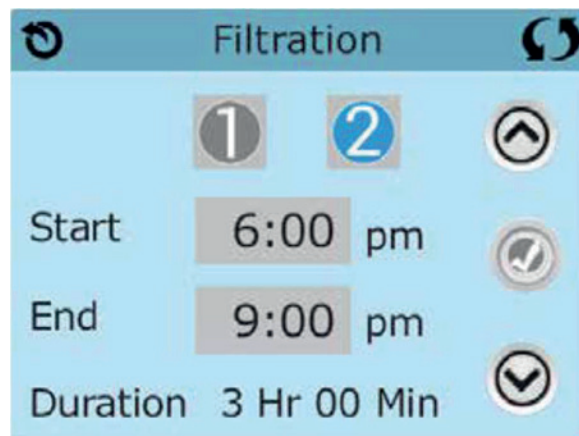 Filtration
1 2
Start 6:00 pm
End 9:00 pm
Duration 3 Hr 00 Min